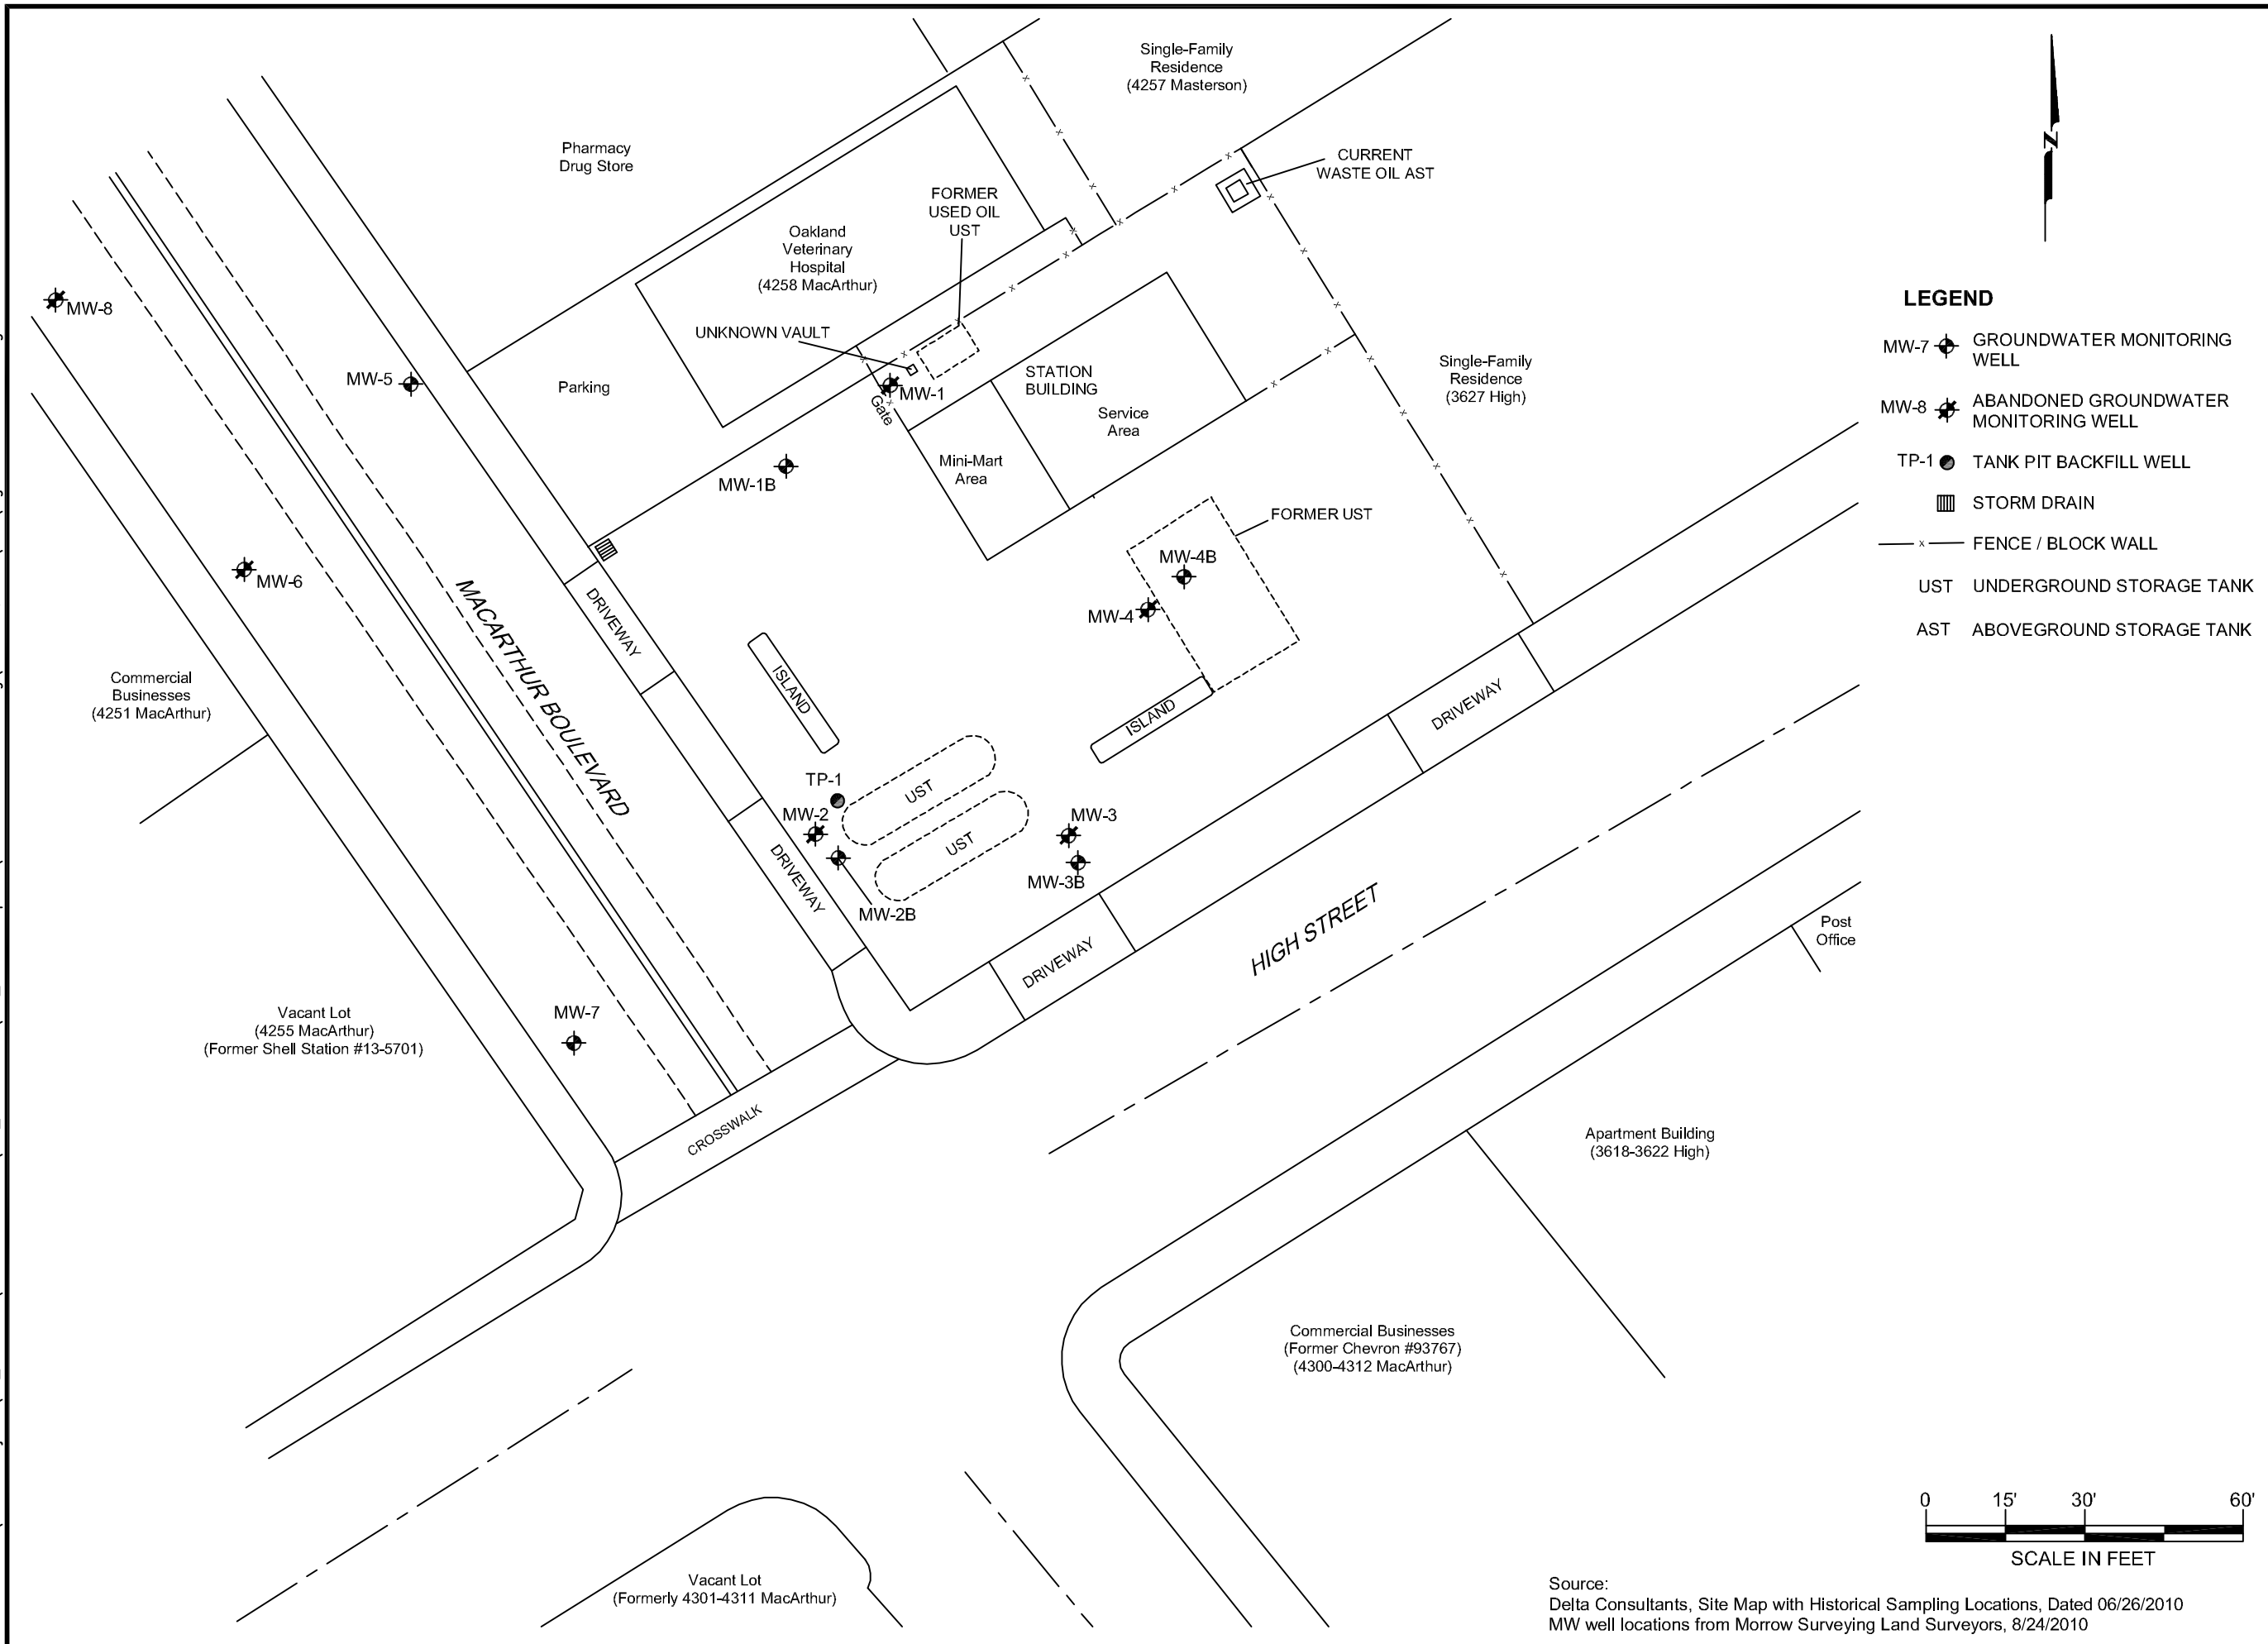 Single-Family
Residence
(4257 Masterson)
Pharmacy
Drug Store
CURRENT
WASTE OIL AST
FORMER
USED OIL
UST
Oakland
Veterinary
Hospital
(4258 MacArthur)
UNKNOWN VAULT
N
LEGEND
MW-7 GROUNDWATER MONITORING
WELL
MW-8 ABANDONED GROUNDWATER
MONITORING WELL
TP-1 TANK PIT BACKFILL WELL
STORM DRAIN
x FENCE / BLOCK WALL
UST UNDERGROUND STORAGE TANK
AST ABOVEGROUND STORAGE TANK
MW-8
MW-5
Parking
MW-1
Gate
STATION
BUILDING
Service
Area
Mini-Mart
Area
Single-Family
Residence
(3627 High)
MW-1B
FORMER UST
MW-4B
MW-4
MW-6
MACARTHUR BOULEVARD
DRIVEWAY
ISLAND
ISLAND
DRIVEWAY
Commercial
Businesses
(4251 MacArthur)
TP-1
UST
MW-2
UST
MW-3
DRIVEWAY
MW-3B
MW-2B
HIGH STREET
DRIVEWAY
Post
Office
Vacant Lot
(4255 MacArthur)
(Former Shell Station #13-5701)
MW-7
CROSSWALK
Apartment Building
(3618-3622 High)
Commercial Businesses
(Former Chevron #93767)
(4300-4312 MacArthur)
Vacant Lot
(Formerly 4301-4311 MacArthur)
0 15' 30' 60'
SCALE IN FEET
Source:
Delta Consultants, Site Map with Historical Sampling Locations, Dated 06/26/2010
MW well locations from Morrow Surveying Land Surveyors, 8/24/2010